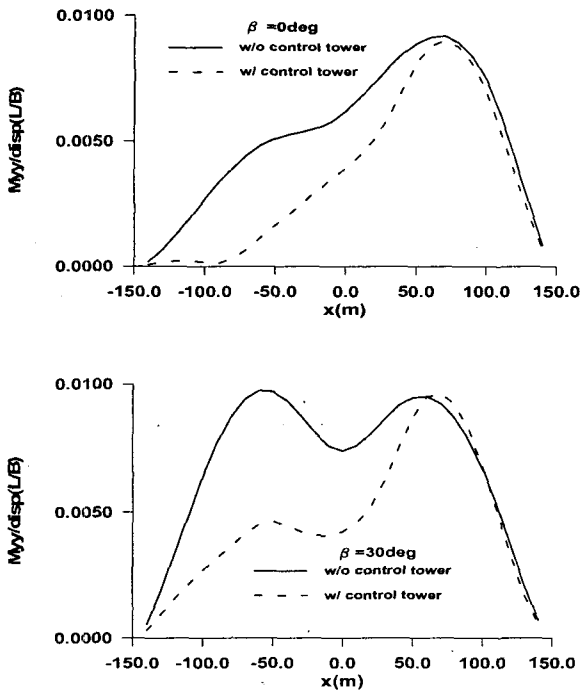 0.0100
β =0deg
w/o control tower
w/ control tower
0.0050
0.0000
Myy/disp(L/B)
-150.0 -100.0 -50.0 0.0 50.0 100.0 150.0
x(m)
0.0100
0.0050
0.0000
Myy/disp(L/B)
β =30deg
w/o control tower
w/ control tower
-150.0 -100.0 -50.0 0.0 50.0 100.0 150.0
x(m)